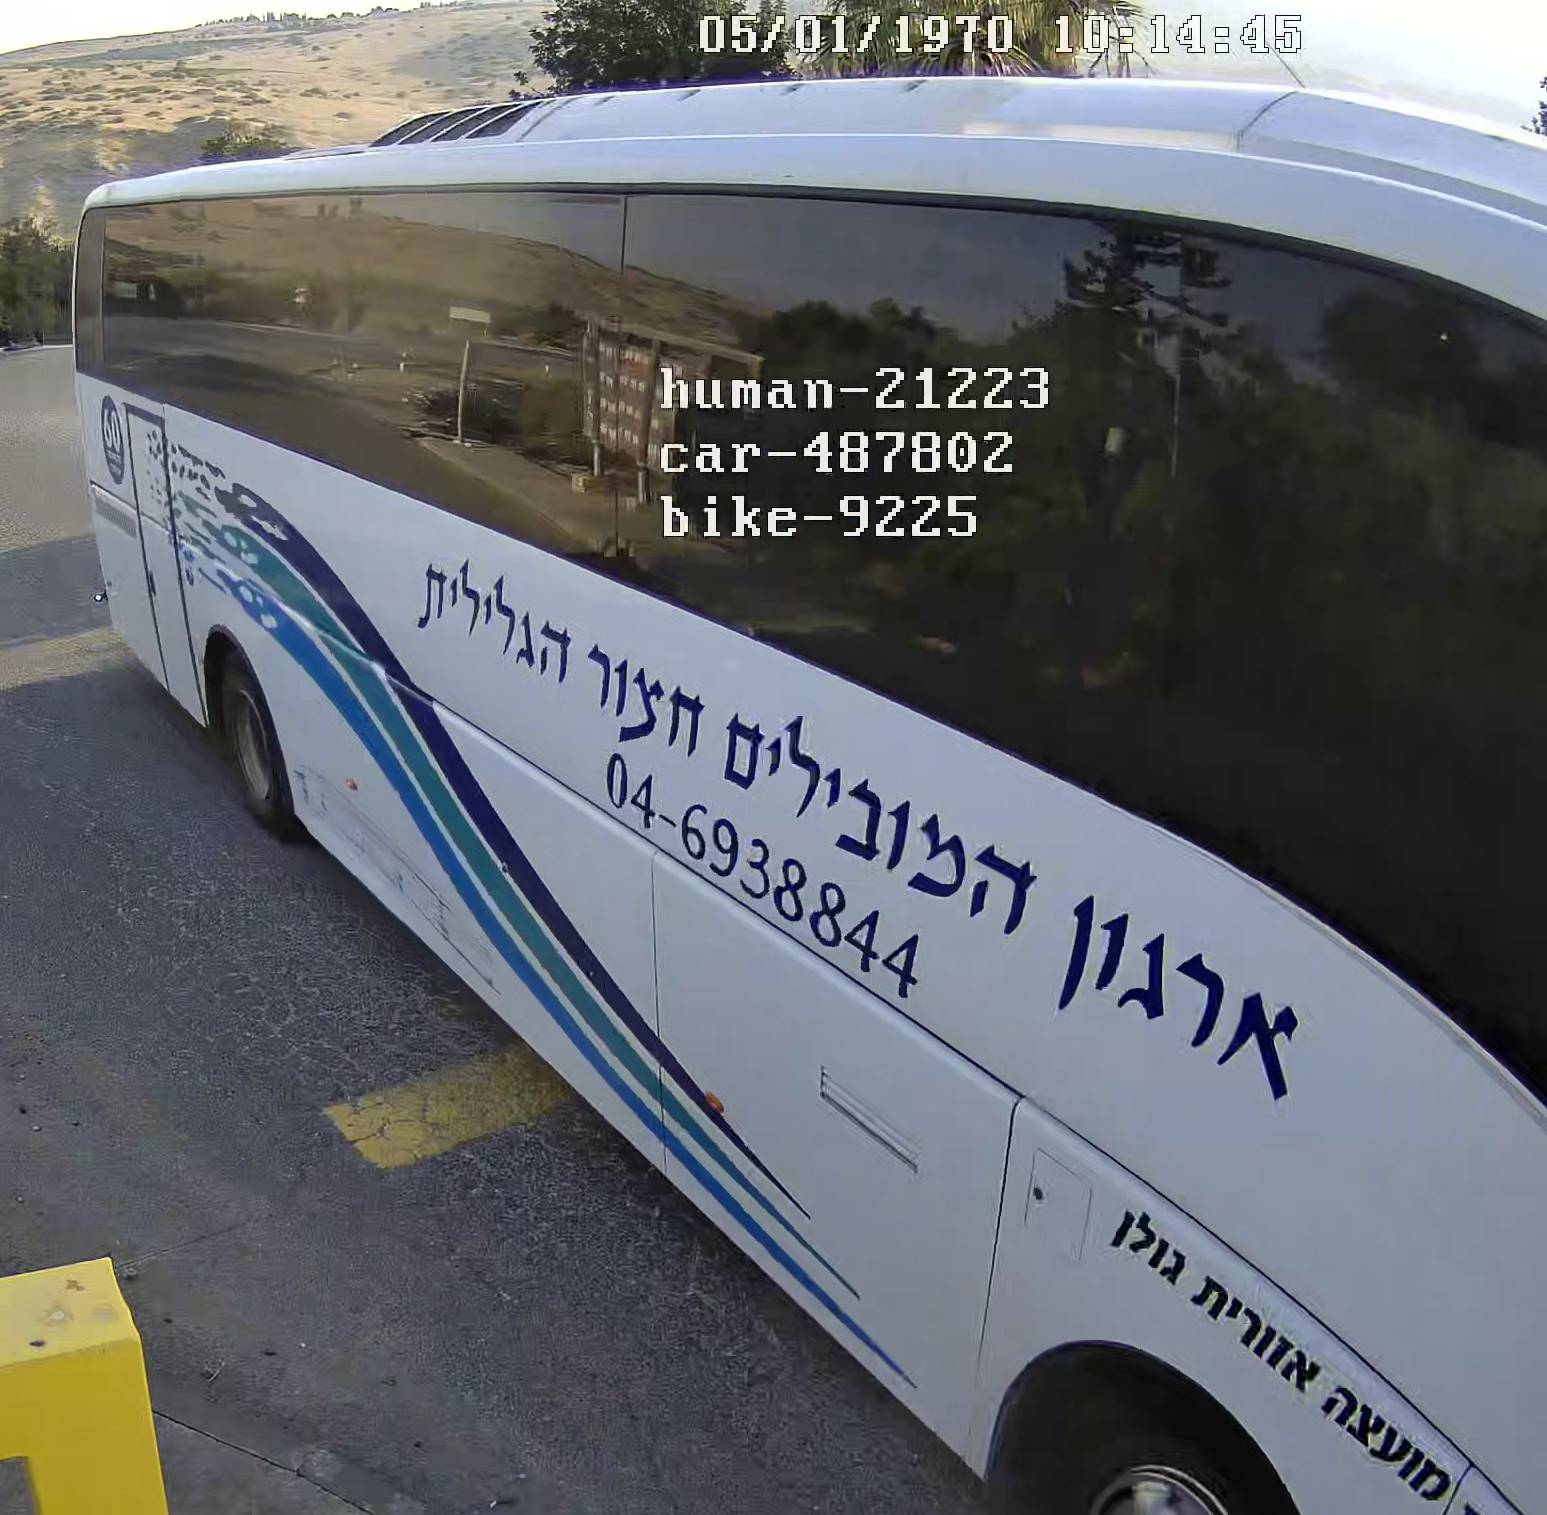 05/01/1970 10:14:45
human-21223
car-487802
bike-9225
60
ארגון המובילים חצור הגלילית
04-6938844
מועצה אזורית גולן